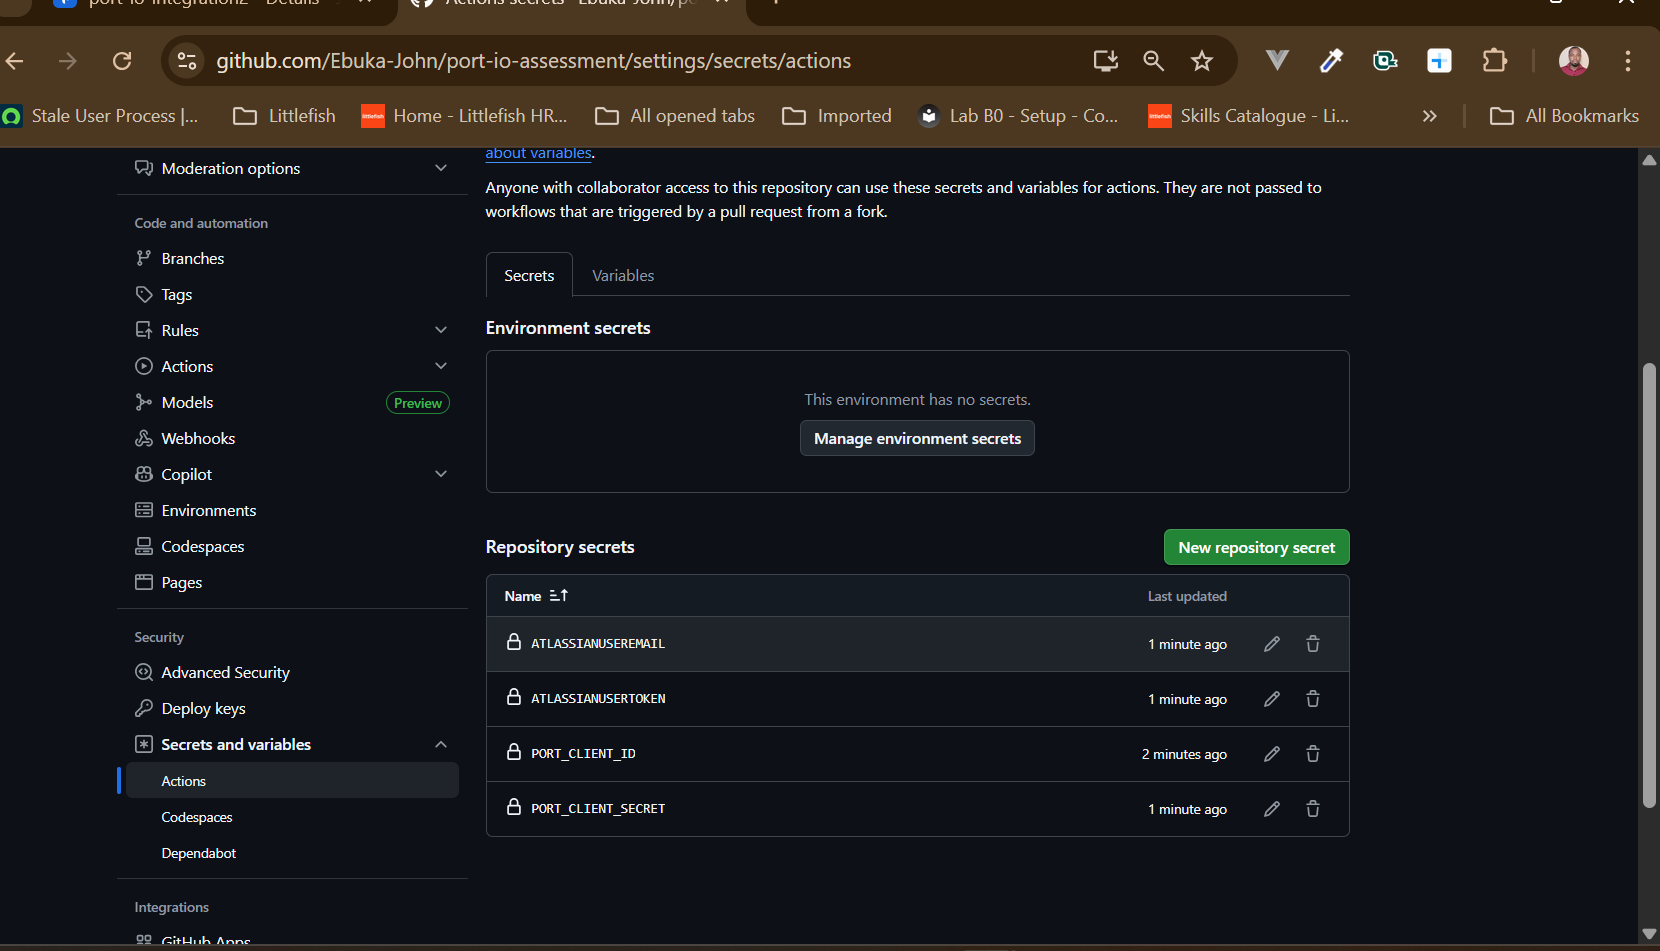 port-io-integration2 - Details
Actions secrets · Ebuka-John/po
github.com/Ebuka-John/port-io-assessment/settings/secrets/actions
Stale User Process |...
Littlefish
Home - Littlefish HR...
All opened tabs
Imported
Lab B0 - Setup - Co...
Skills Catalogue - Li...
»
All Bookmarks
Moderation options
Code and automation
Branches
Tags
Rules
Actions
Models
Preview
Webhooks
Copilot
Environments
Codespaces
Pages
Security
Advanced Security
Deploy keys
Secrets and variables
Actions
Codespaces
Dependabot
Integrations
GitHub Apps
about variables.
Anyone with collaborator access to this repository can use these secrets and variables for actions. They are not passed to
workflows that are triggered by a pull request from a fork.
Secrets
Variables
Environment secrets
This environment has no secrets.
Manage environment secrets
Repository secrets
New repository secret
Name
Last updated
ATLASSIANUSEREMAIL
1 minute ago
ATLASSIANUSERTOKEN
1 minute ago
PORT_CLIENT_ID
2 minutes ago
PORT_CLIENT_SECRET
1 minute ago